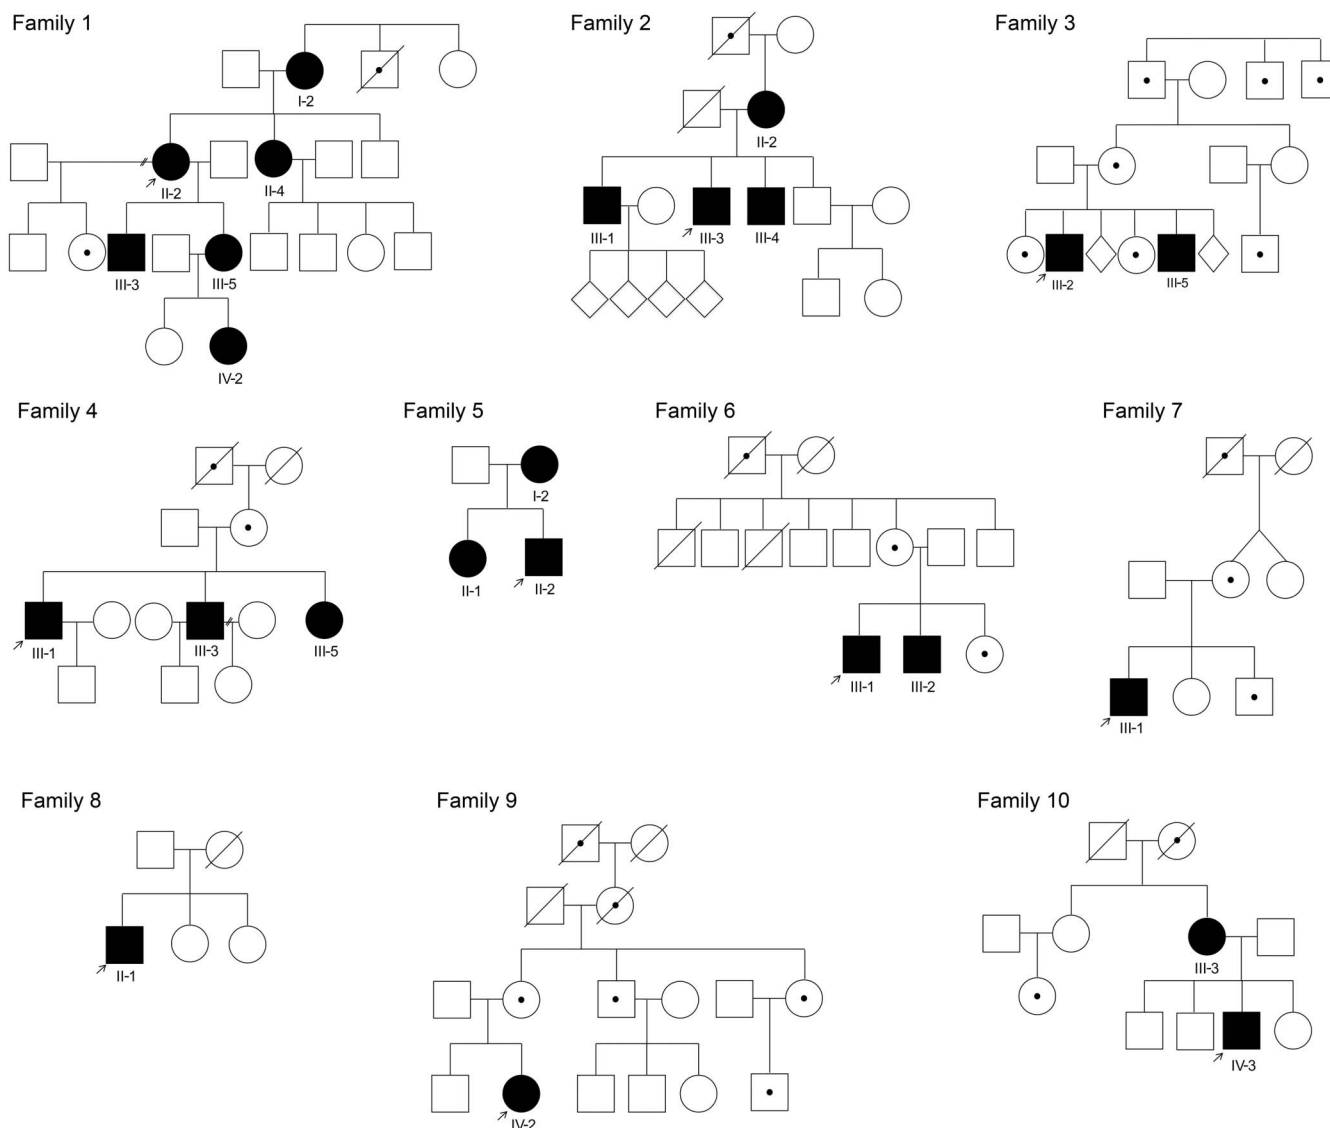 Family 1
Family 2
Family 3
I-2
II-2
II-4
III-3
III-5
IV-2
II-2
III-1
III-3
III-4
III-2
III-5
Family 4
Family 5
Family 6
Family 7
III-1
III-3
III-5
I-2
II-1
II-2
III-1
III-2
III-1
Family 8
Family 9
Family 10
II-1
IV-2
III-3
IV-3